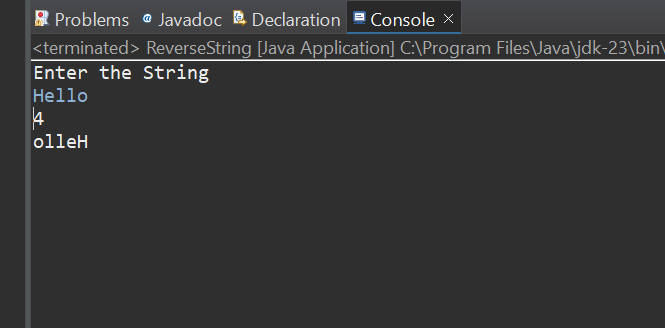 Problems Javadoc Declaration Console
<terminated> ReverseString [Java Application] C:\Program Files\Java\jdk-23\bin\
Enter the String
Hello
4
olleH